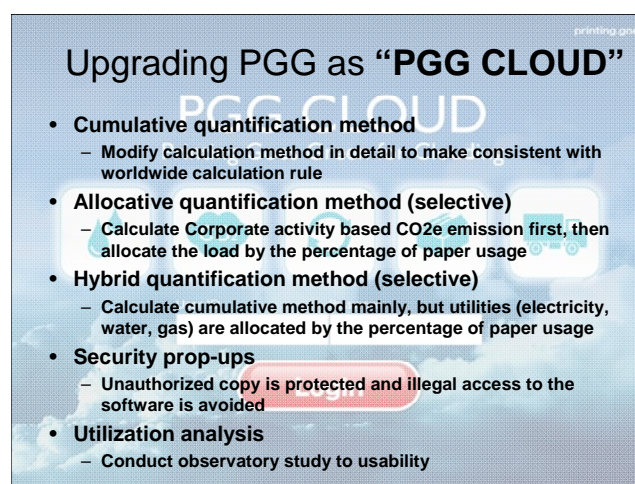 printing.goo
Upgrading PGG as “PGG CLOUD”
PGG CLOUD
• Cumulative quantification method
– Modify calculation method in detail to make consistent with
worldwide calculation rule
• Allocative quantification method (selective)
– Calculate Corporate activity based CO2e emission first, then
allocate the load by the percentage of paper usage
• Hybrid quantification method (selective)
– Calculate cumulative method mainly, but utilities (electricity,
water, gas) are allocated by the percentage of paper usage
• Security prop-ups
– Unauthorized copy is protected and illegal access to the
software is avoided
Login
• Utilization analysis
– Conduct observatory study to usability